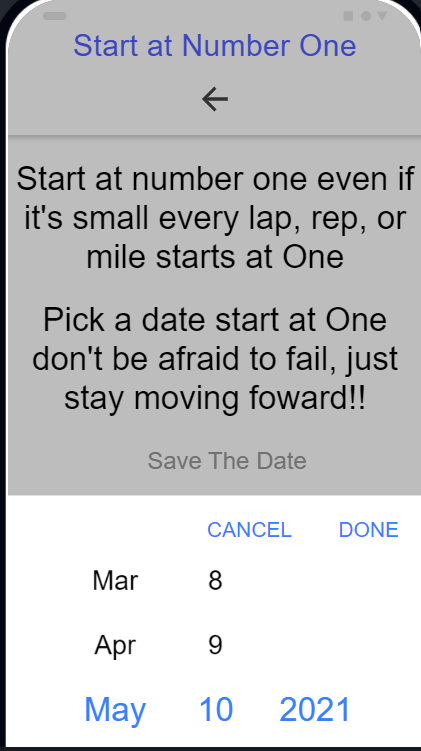 Start at Number One
Start at number one even if
it's small every lap, rep, or
mile starts at One
Pick a date start at One
don't be afraid to fail, just
stay moving foward!!
Save The Date
CANCEL DONE
Mar 8
Apr 9
May 10 2021